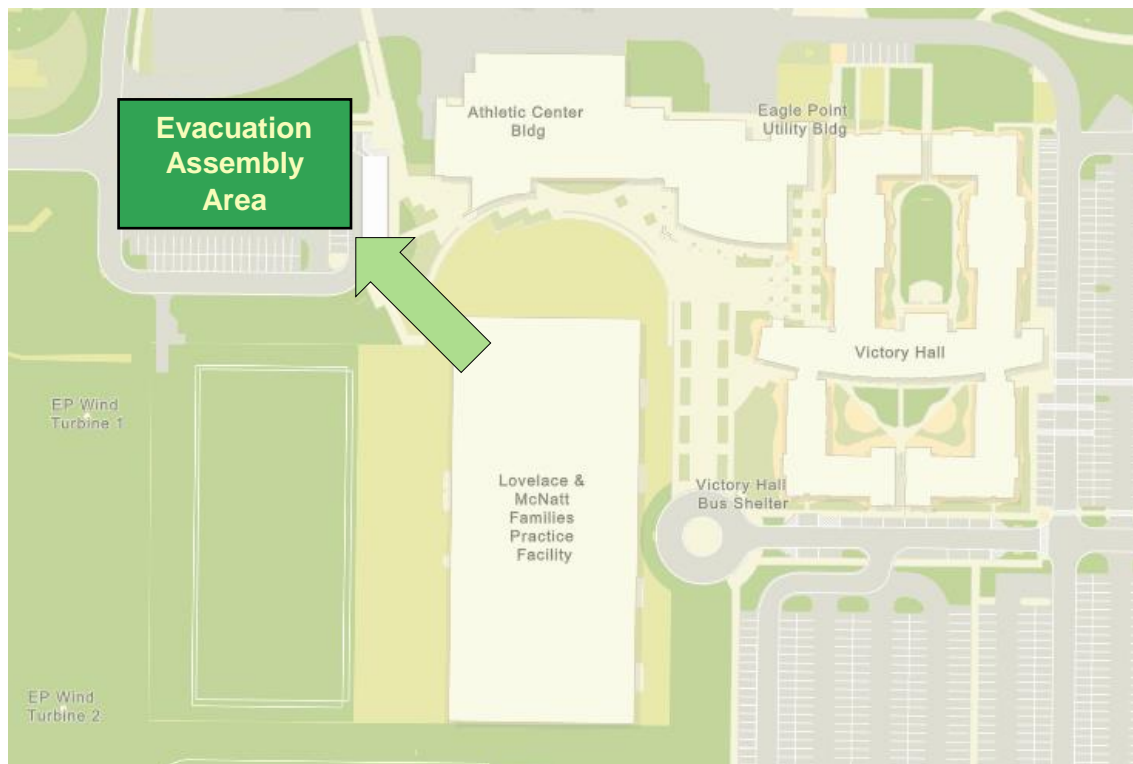 Athletic Center
Bldg
Eagle Point
Utility Bldg
Evacuation
Assembly
Area
Victory Hall
EP Wind
Turbine 1
Lovelace &
McNatt
Families
Practice
Facility
Victory Hall
Bus Shelter
EP Wind
Turbine 2